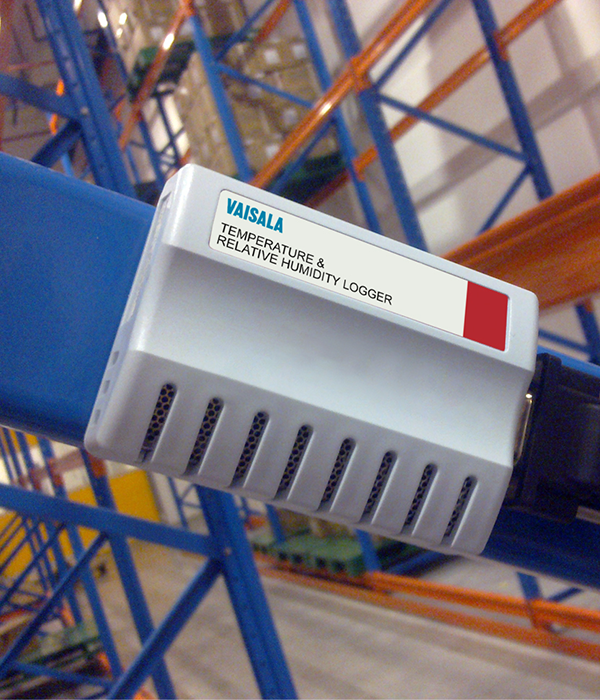 VAISALA
TEMPERATURE &
RELATIVE HUMIDITY LOGGER